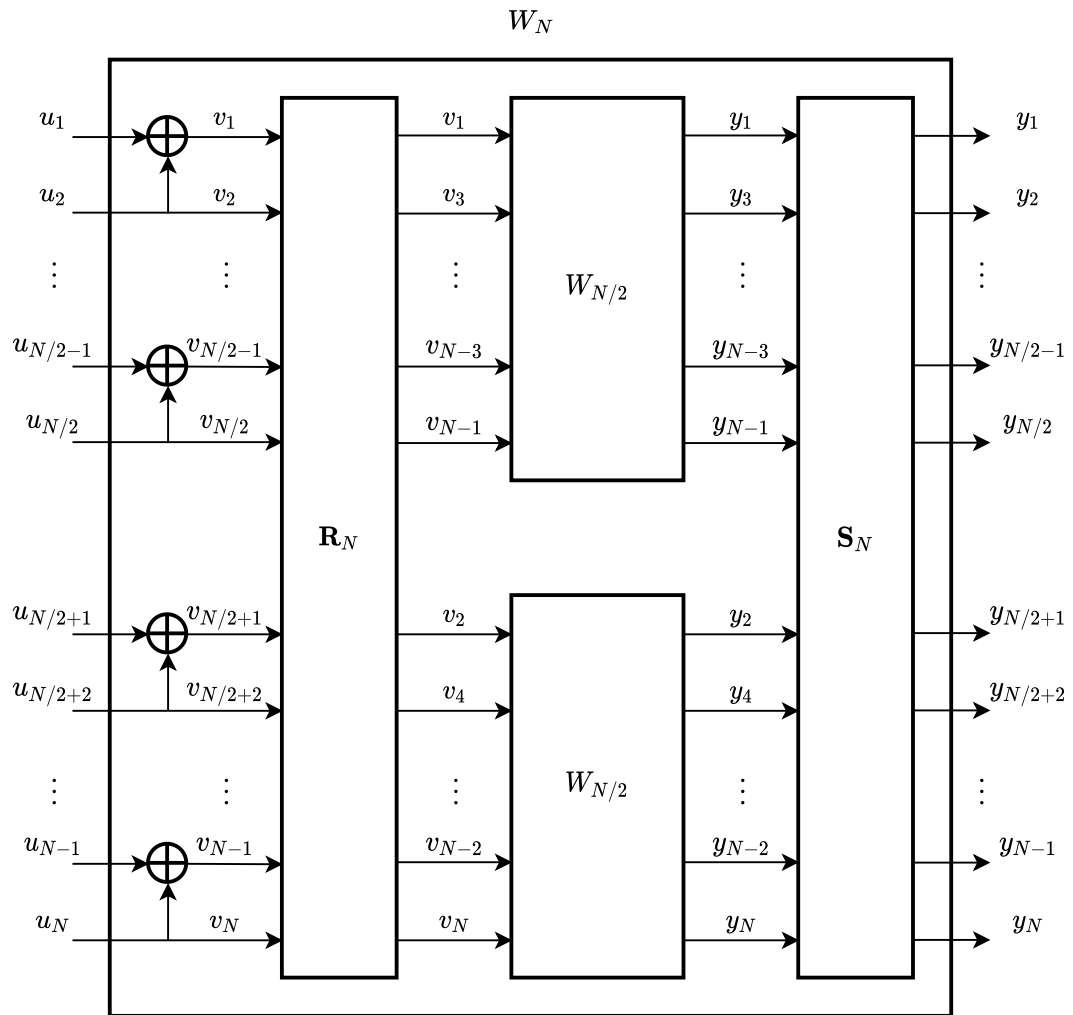 W_N
u_1 v_1 v_1 y_1 y_1
u_2 v_2 v_3 y_3 y_2
⋮ ⋮ ⋮ W_{N/2} ⋮ ⋮
u_{N/2−1} v_{N/2−1} v_{N−3} y_{N−3} y_{N/2−1}
u_{N/2} v_{N/2} v_{N−1} y_{N−1} y_{N/2}
R_N S_N
u_{N/2+1} v_{N/2+1} v_2 y_2 y_{N/2+1}
u_{N/2+2} v_{N/2+2} v_4 y_4 y_{N/2+2}
⋮ ⋮ ⋮ W_{N/2} ⋮ ⋮
u_{N−1} v_{N−1} v_{N−2} y_{N−2} y_{N−1}
u_N v_N v_N y_N y_N